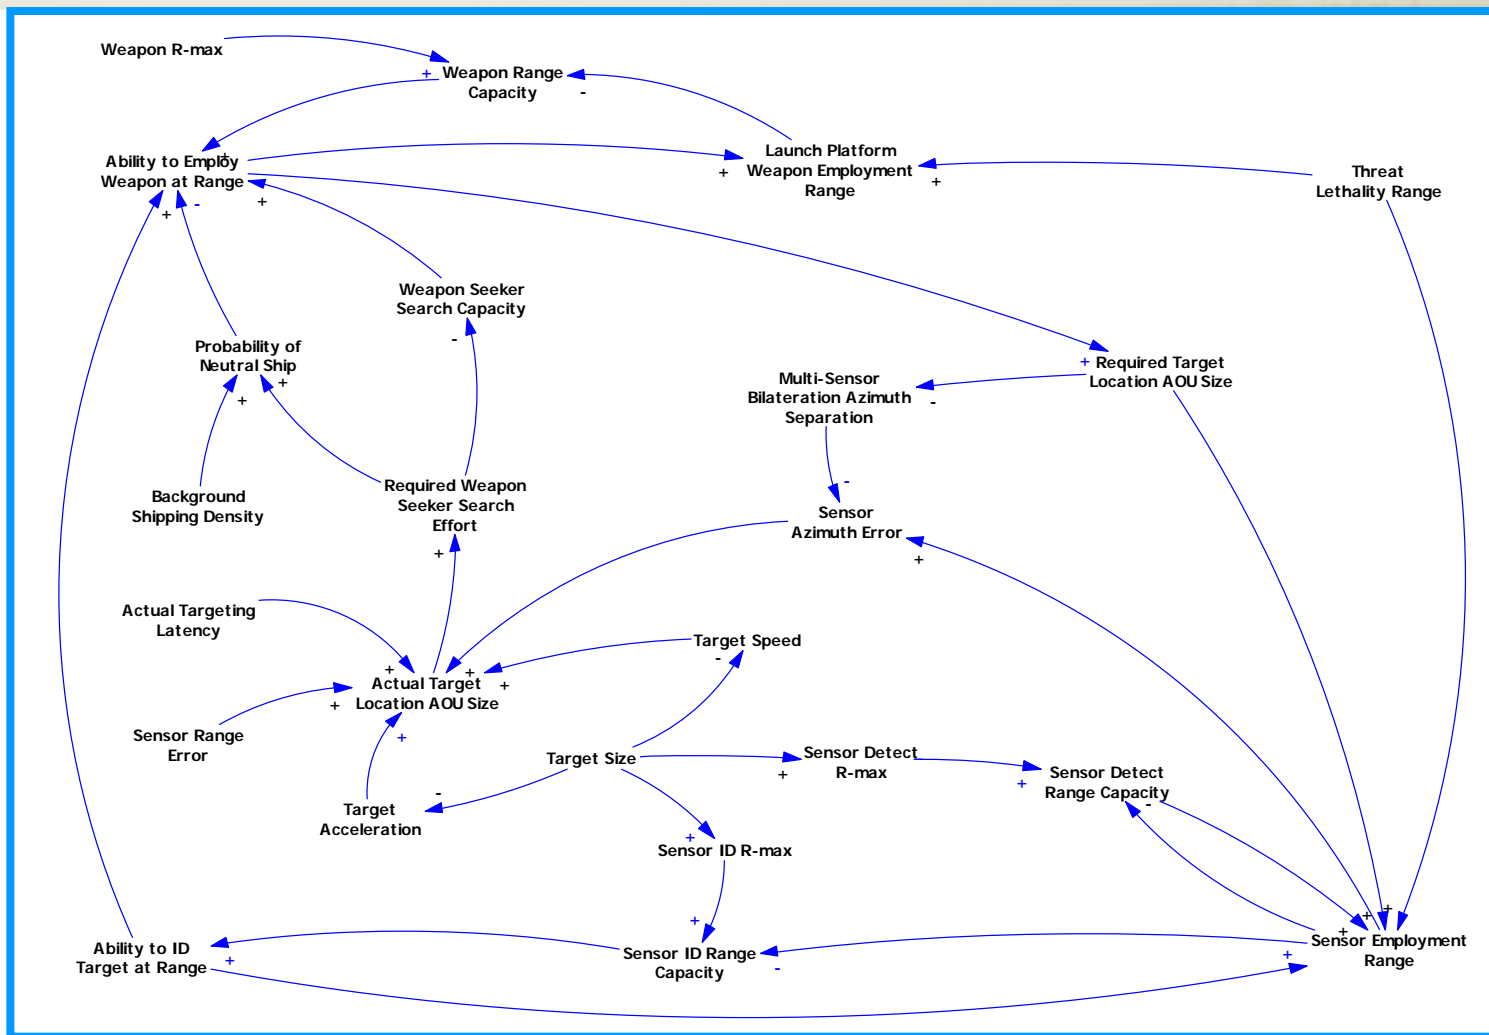 Weapon R-max
Weapon Range
Capacity
+
-
Ability to Employ
Weapon at Range
+
-
+
+
Launch Platform
Weapon Employment
Range
+
+
Threat
Lethality Range
Weapon Seeker
Search Capacity
-
Probability of
Neutral Ship
+
+
Multi-Sensor
Bilateration Azimuth
Separation
-
+ Required Target
Location AOU Size
Background
Shipping Density
Required Weapon
Seeker Search
Effort
+
-
Sensor
Azimuth Error
+
Actual Targeting
Latency
Target Speed
-
+
+
+
Actual Target
Location AOU Size
+
+
Sensor Range
Error
Target Size
Sensor Detect
R-max
+
Sensor Detect
Range Capacity
+
-
-
Target
Acceleration
+
Sensor ID R-max
+
Ability to ID
Target at Range
+
Sensor ID Range
Capacity
-
+
+
+
+
Sensor Employment
Range